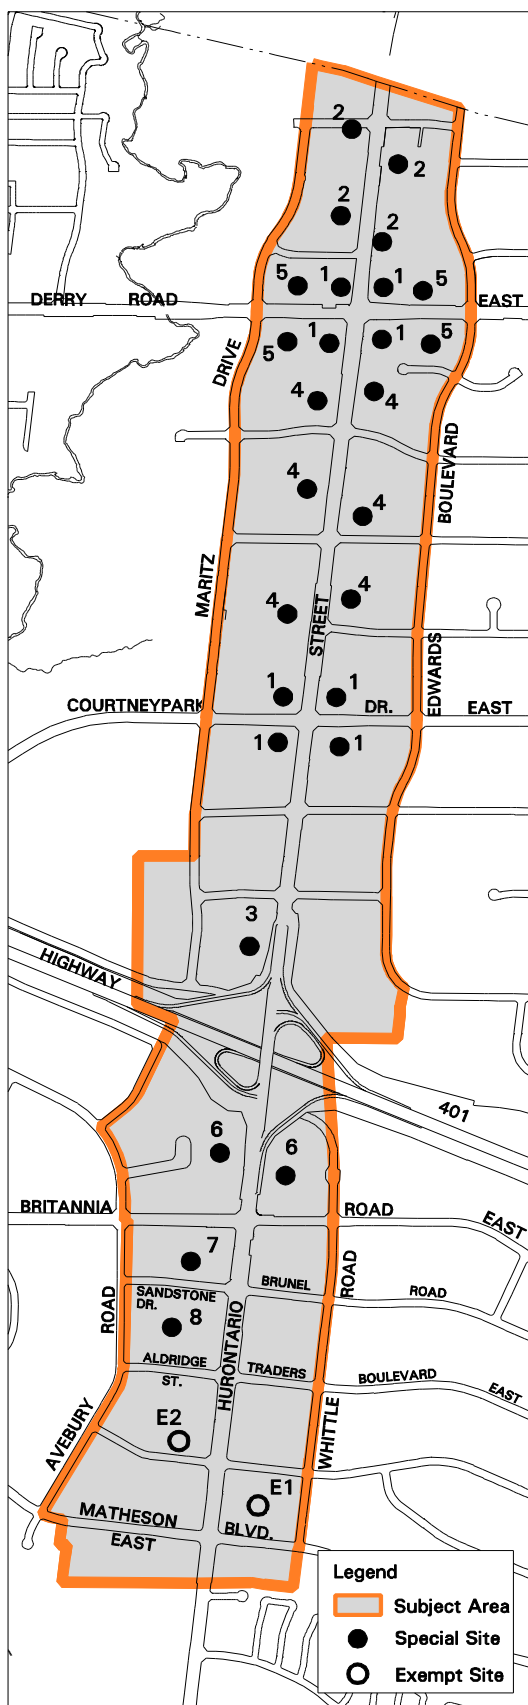 2
2
2
2
5
1
1
5
DERRY ROAD
EAST
5
1
1
5
DRIVE
4
4
BOULEVARD
4
4
MARITZ
4
4
STREET
EDWARDS
1
1
COURTNEYPARK
DR.
EAST
1
1
3
HIGHWAY
401
6
6
BRITANNIA
ROAD
EAST
7
BRUNEL
ROAD
ROAD
SANDSTONE
DR.
8
ROAD
HURONTARIO
ALDRIDGE
ST.
TRADERS
BOULEVARD
EAST
E2
AVEBURY
WHITTLE
E1
MATHESON
BLVD.
EAST
Legend
Subject Area
Special Site
Exempt Site